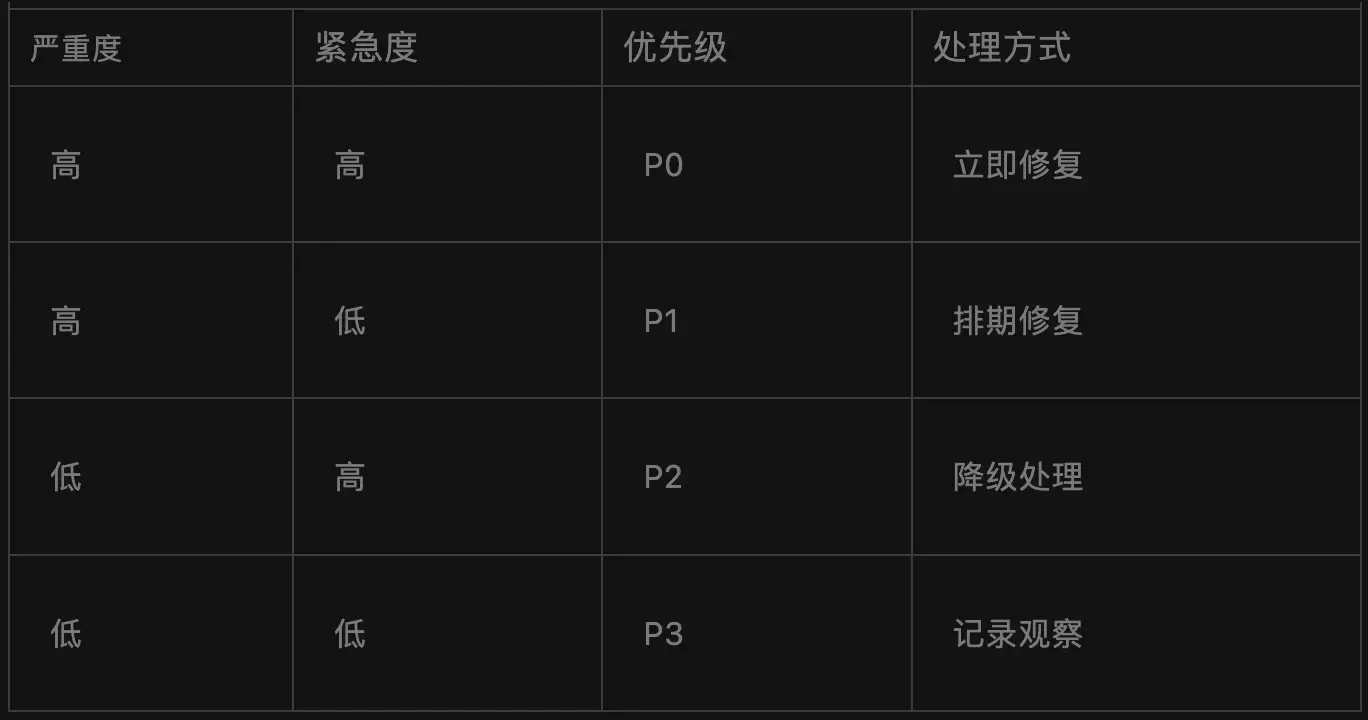 严重度 紧急度 优先级 处理方式
高 高 P0 立即修复
高 低 P1 排期修复
低 高 P2 降级处理
低 低 P3 记录观察